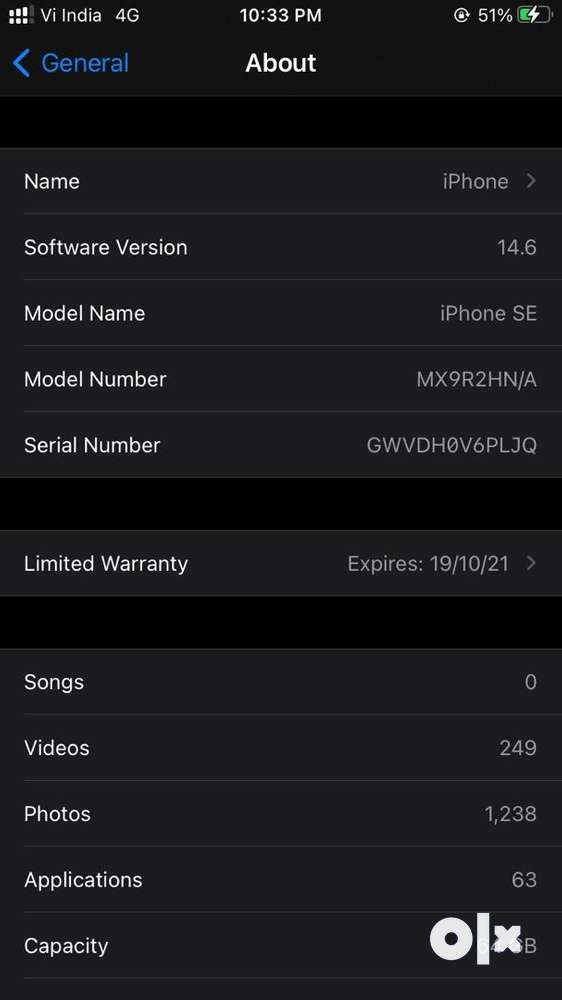 Vi India 4G 10:33 PM 51%
General About
Name iPhone
Software Version 14.6
Model Name iPhone SE
Model Number MX9R2HN/A
Serial Number GWVDH0V6PLJQ
Limited Warranty Expires: 19/10/21
Songs 0
Videos 249
Photos 1,238
Applications 63
Capacity 64 GB
olx